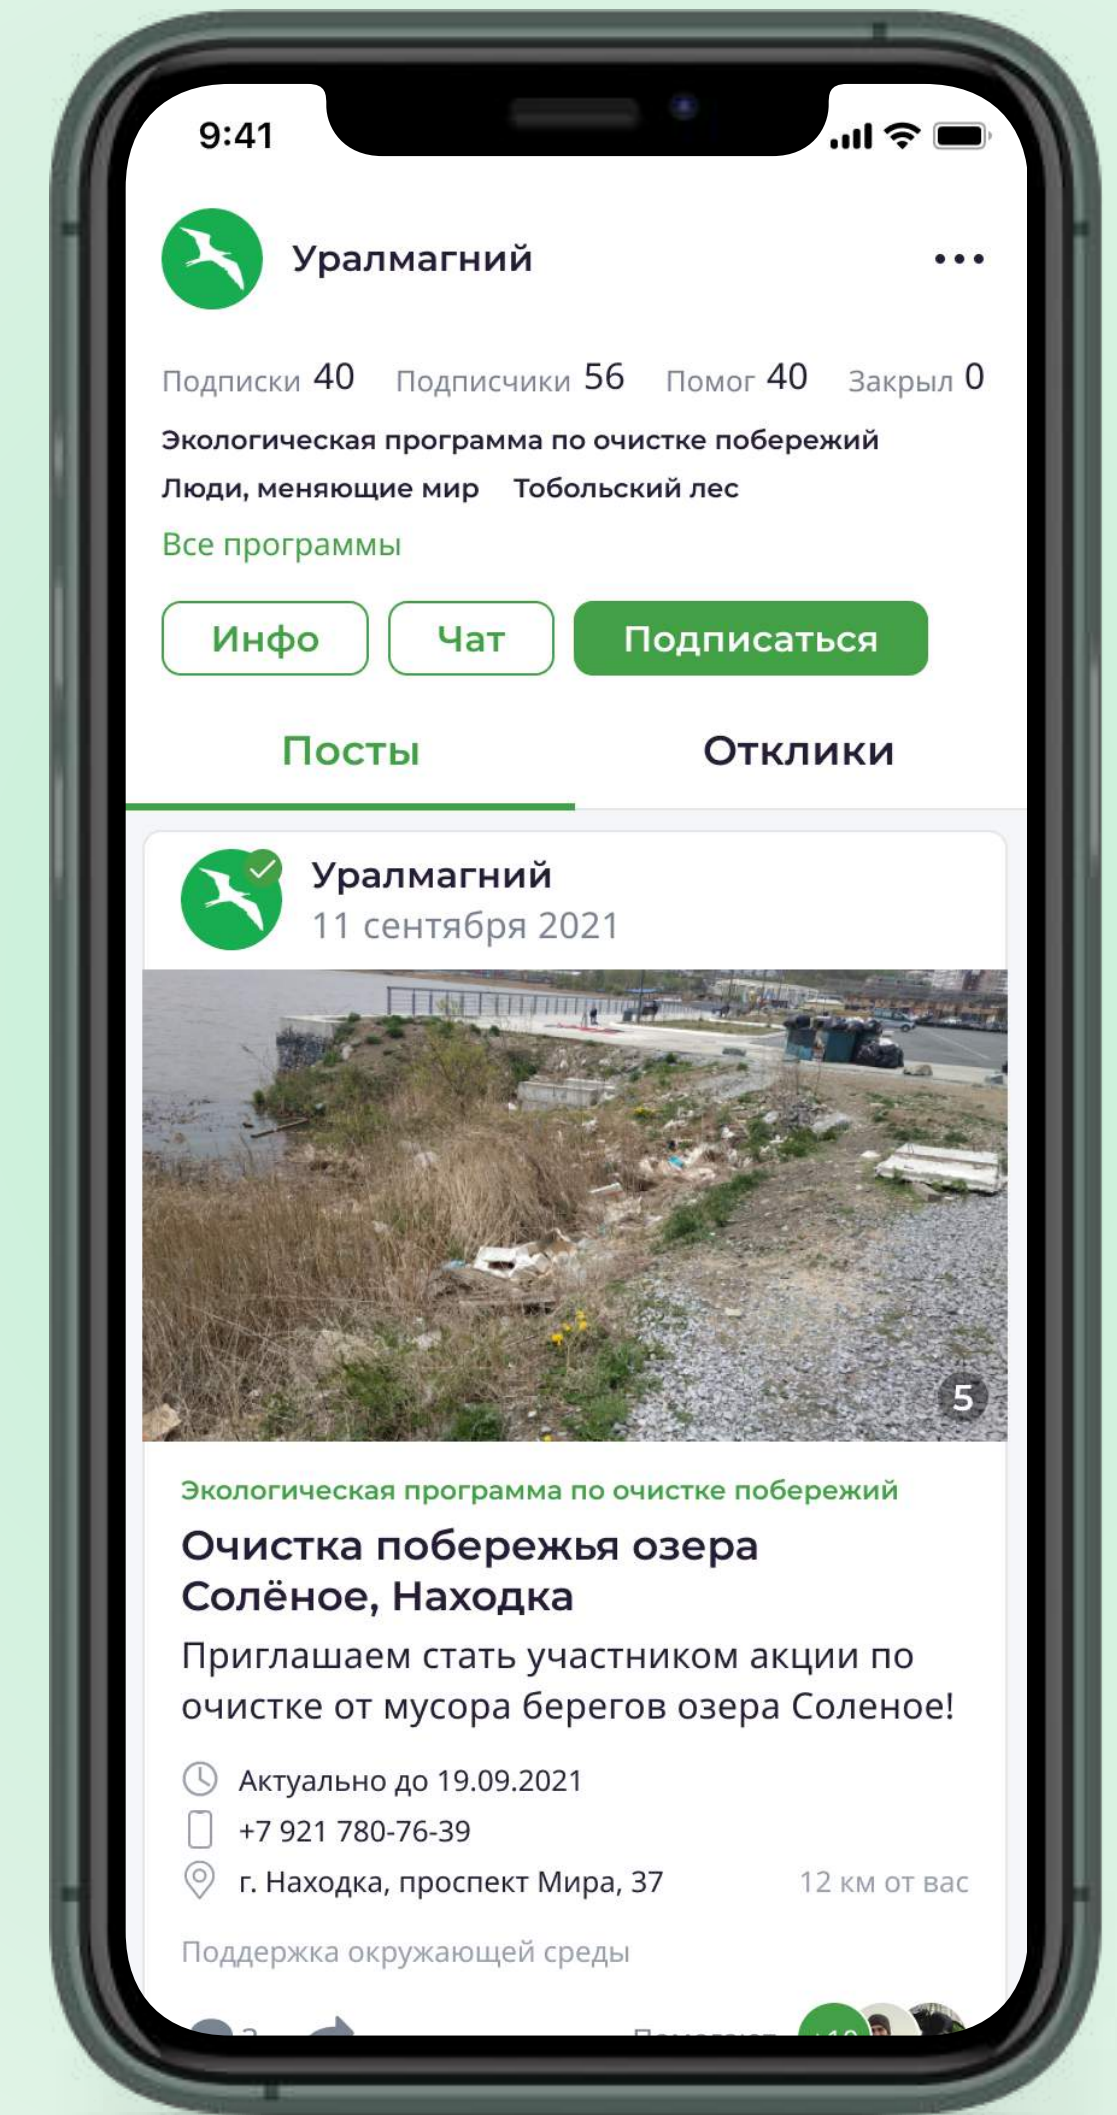 9:41
Уралмагний
Подписки 40 Подписчики 56 Помог 40 Закрыл 0
Экологическая программа по очистке побережий
Люди, меняющие мир Тобольский лес
Все программы
Инфо Чат Подписаться
Посты Отклики
Уралмагний
11 сентября 2021
5
Экологическая программа по очистке побережий
Очистка побережья озера
Солёное, Находка
Приглашаем стать участником акции по
очистке от мусора берегов озера Соленое!
Актуально до 19.09.2021
+7 921 780-76-39
г. Находка, проспект Мира, 37 12 км от вас
Поддержка окружающей среды